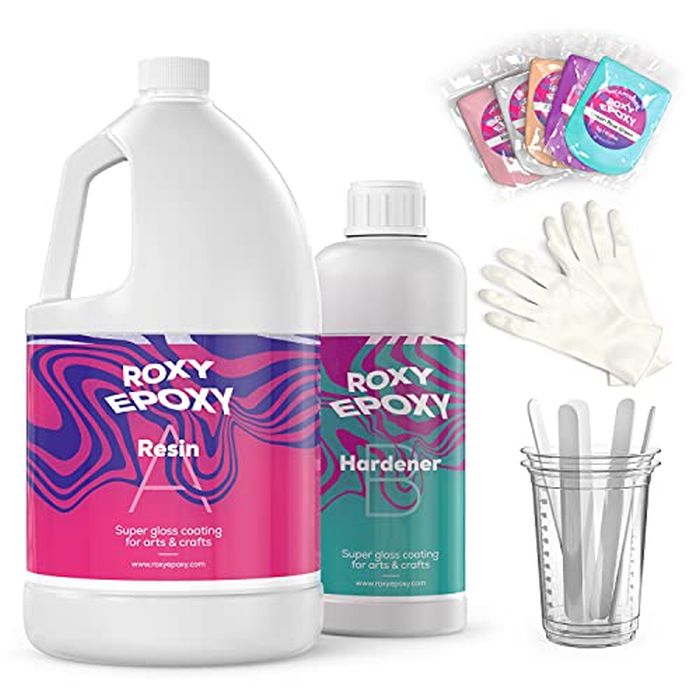 ROXY
EPOXY
Resin
A
Super gloss coating
for arts & crafts
www.roxyepoxy.com
ROXY
EPOXY
Hardener
B
Super gloss coating
for arts & crafts
www.roxyepoxy.com
ROXY
EPOXY